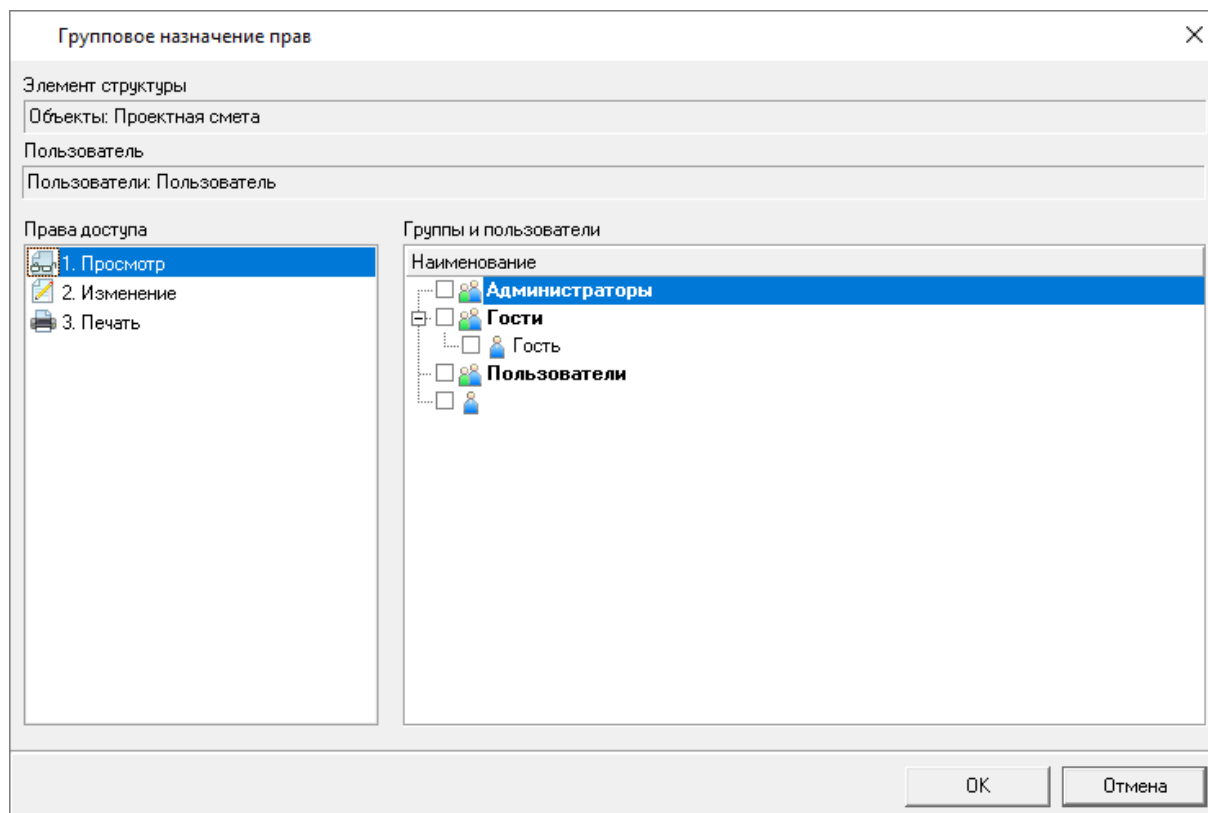 Групповое назначение прав
Элемент структуры
Объекты: Проектная смета
Пользователь
Пользователи: Пользователь
Права доступа
1. Просмотр
2. Изменение
3. Печать
Группы и пользователи
Наименование
Администраторы
Гости
Гость
Пользователи
OK
Отмена